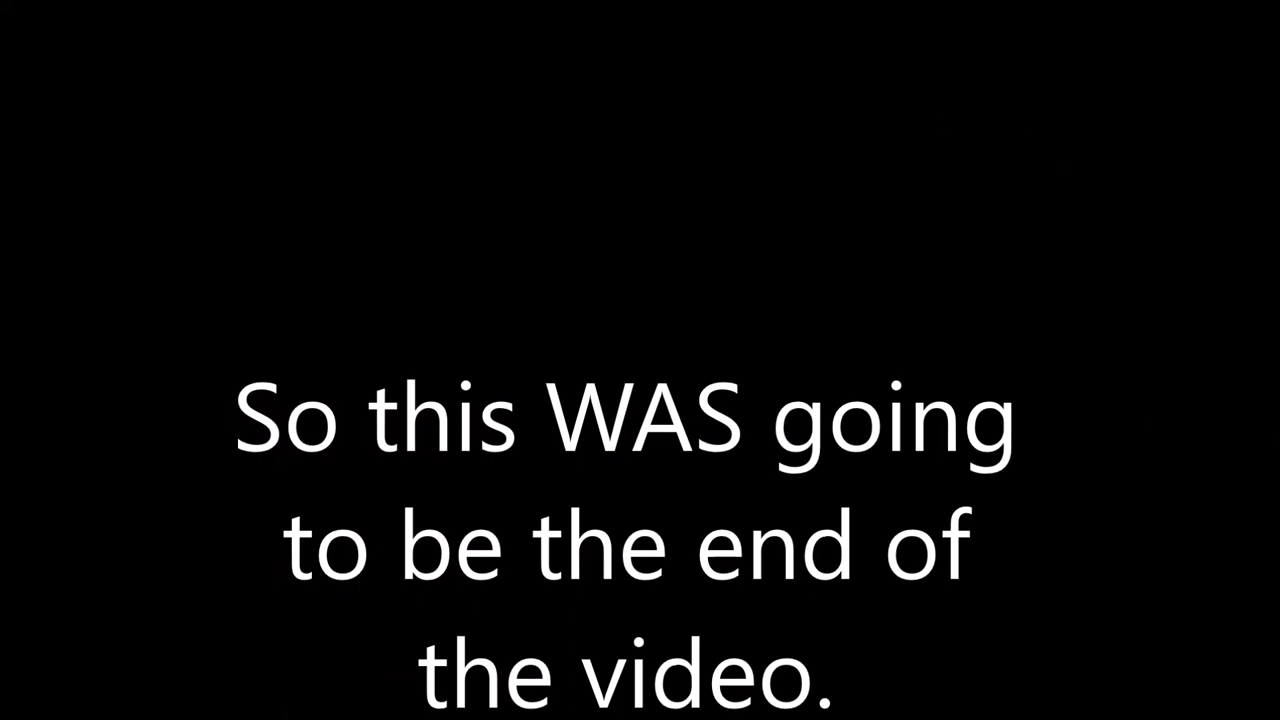 So this WAS going
to be the end of
the video.